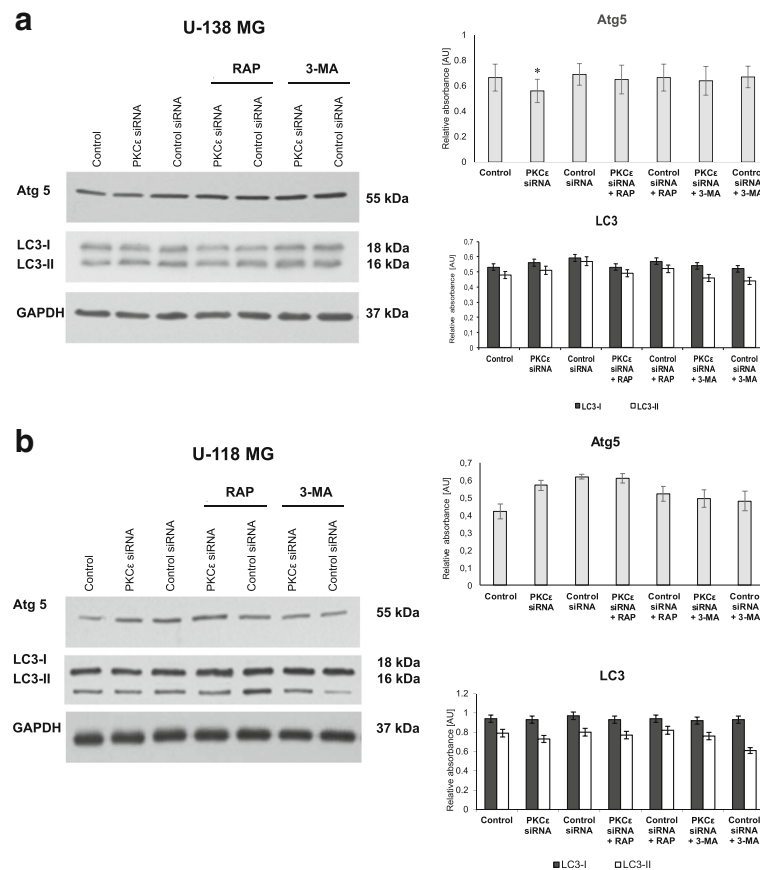 a
U-138 MG
RAP
3-MA
Control
PKCε siRNA
Control siRNA
PKCε siRNA
Control siRNA
PKCε siRNA
Control siRNA
Atg 5
55 kDa
LC3-I
18 kDa
LC3-II
16 kDa
GAPDH
37 kDa
Atg5
Relative absorbance [AU]
1
0.8
0.6
0.4
0.2
0
*
Control
PKCε
siRNA
Control
siRNA
PKCε
siRNA
+ RAP
Control
siRNA
+ RAP
PKCε
siRNA
+ 3-MA
Control
siRNA
+ 3-MA
LC3
Relative absorbance [AU]
0,7
0,6
0,5
0,4
0,3
0,2
0,1
0
Control
PKCε
siRNA
Control
siRNA
PKCε
siRNA
+ RAP
Control
siRNA
+ RAP
PKCε
siRNA
+ 3-MA
Control
siRNA
+ 3-MA
LC3-I
LC3-II
b
U-118 MG
RAP
3-MA
Control
PKCε siRNA
Control siRNA
PKCε siRNA
Control siRNA
PKCε siRNA
Control siRNA
Atg 5
55 kDa
LC3-I
18 kDa
LC3-II
16 kDa
GAPDH
37 kDa
Atg5
Relative absorbance [AU]
0,7
0,6
0,5
0,4
0,3
0,2
0,1
0
Control
PKCε
siRNA
Control
siRNA
PKCε
siRNA
+ RAP
Control
siRNA
+ RAP
PKCε
siRNA
+ 3-MA
Control
siRNA
+ 3-MA
LC3
Relative absorbance [AU]
1.2
1
0.8
0.6
0.4
0.2
0
Control
PKCε
siRNA
Control
siRNA
PKCε
siRNA
+ RAP
Control
siRNA
+ RAP
PKCε
siRNA
+ 3-MA
Control
siRNA
+ 3-MA
LC3-I
LC3-II